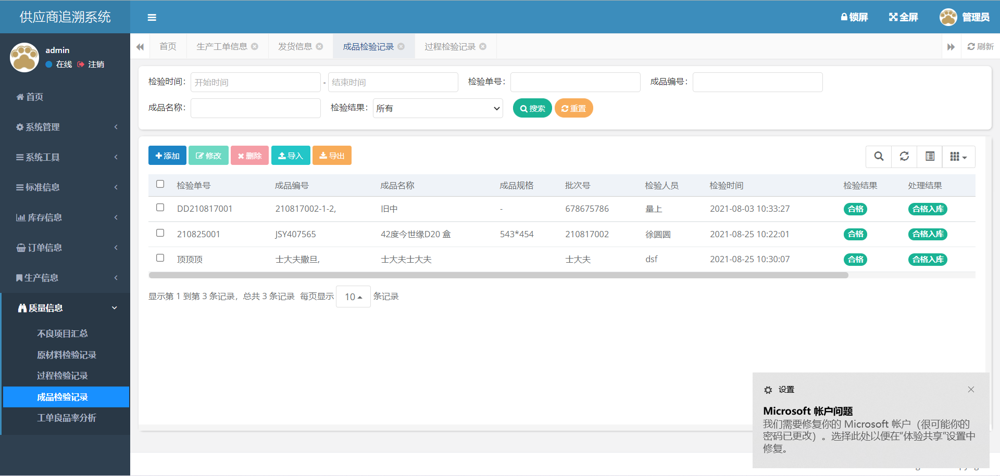 供应商追溯系统
锁屏 全屏 管理员
admin
在线 注销
首页 生产工单信息 发货信息 成品检验记录 过程检验记录 刷新
首页
系统管理
系统工具
标准信息
库存信息
订单信息
生产信息
质量信息
不良项目汇总
原材料检验记录
过程检验记录
成品检验记录
工单良品率分析
检验时间： 开始时间 - 结束时间 检验单号： 成品编号：
成品名称： 检验结果： 所有 搜索 重置
添加 修改 删除 导入 导出
检验单号 成品编号 成品名称 成品规格 批次号 检验人员 检验时间 检验结果 处理结果
DD210817001 210817002-1-2, 旧中 - 678675786 量上 2021-08-03 10:33:27 合格 合格入库
210825001 JSY407565 42度今世缘D20 盒 543*454 210817002 徐圆圆 2021-08-25 10:22:01 合格 合格入库
顶顶顶 士大夫撒旦, 士大夫士大夫 士大夫 dsf 2021-08-25 10:30:07 合格 合格入库
显示第 1 到第 3 条记录，总共 3 条记录 每页显示 10 条记录
设置
Microsoft 帐户问题
我们需要修复你的 Microsoft 帐户（很可能你的
密码已更改）。选择此处以便在“体验共享”设置中
修复。